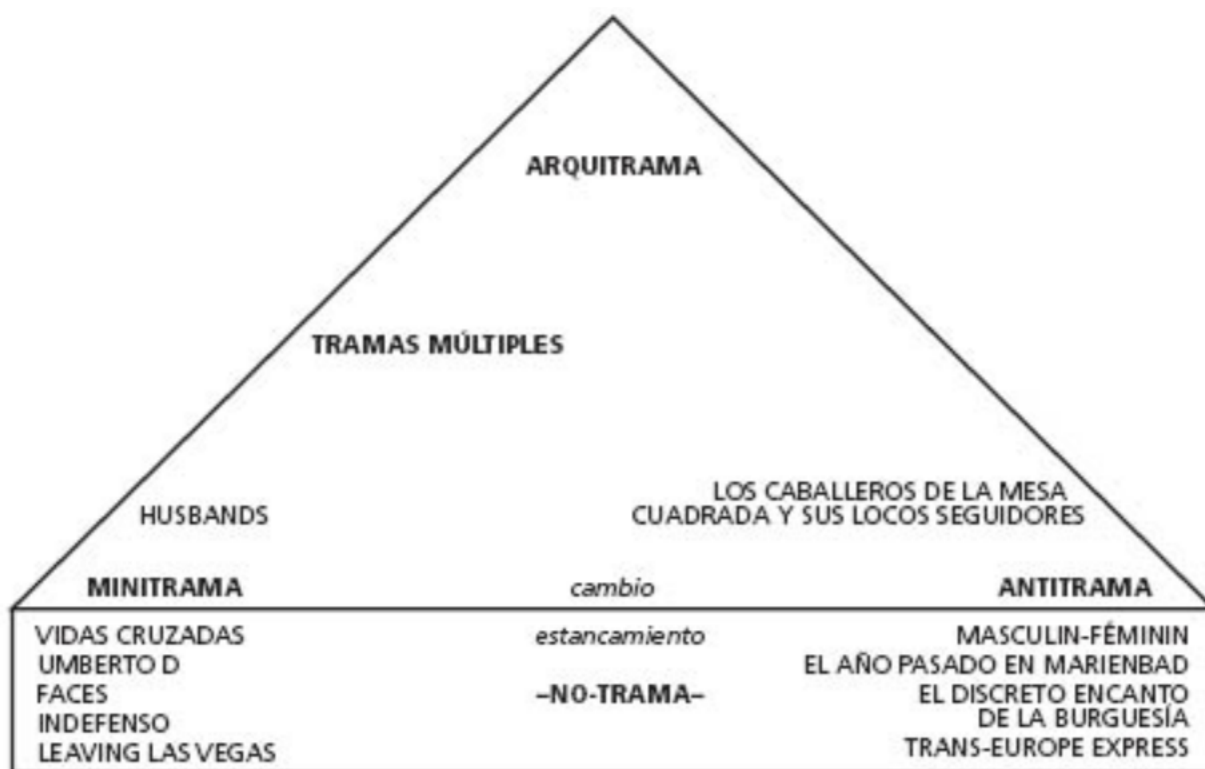 ARQUITRAMA
TRAMAS MÚLTIPLES
HUSBANDS
LOS CABALLEROS DE LA MESA
CUADRADA Y SUS LOCOS SEGUIDORES
MINITRAMA
cambio
ANTITRAMA
VIDAS CRUZADAS
UMBERTO D
FACES
INDEFENSO
LEAVING LAS VEGAS
estancamiento
–NO-TRAMA–
MASCULIN-FÉMININ
EL AÑO PASADO EN MARIENBAD
EL DISCRETO ENCANTO
DE LA BURGUESÍA
TRANS-EUROPE EXPRESS